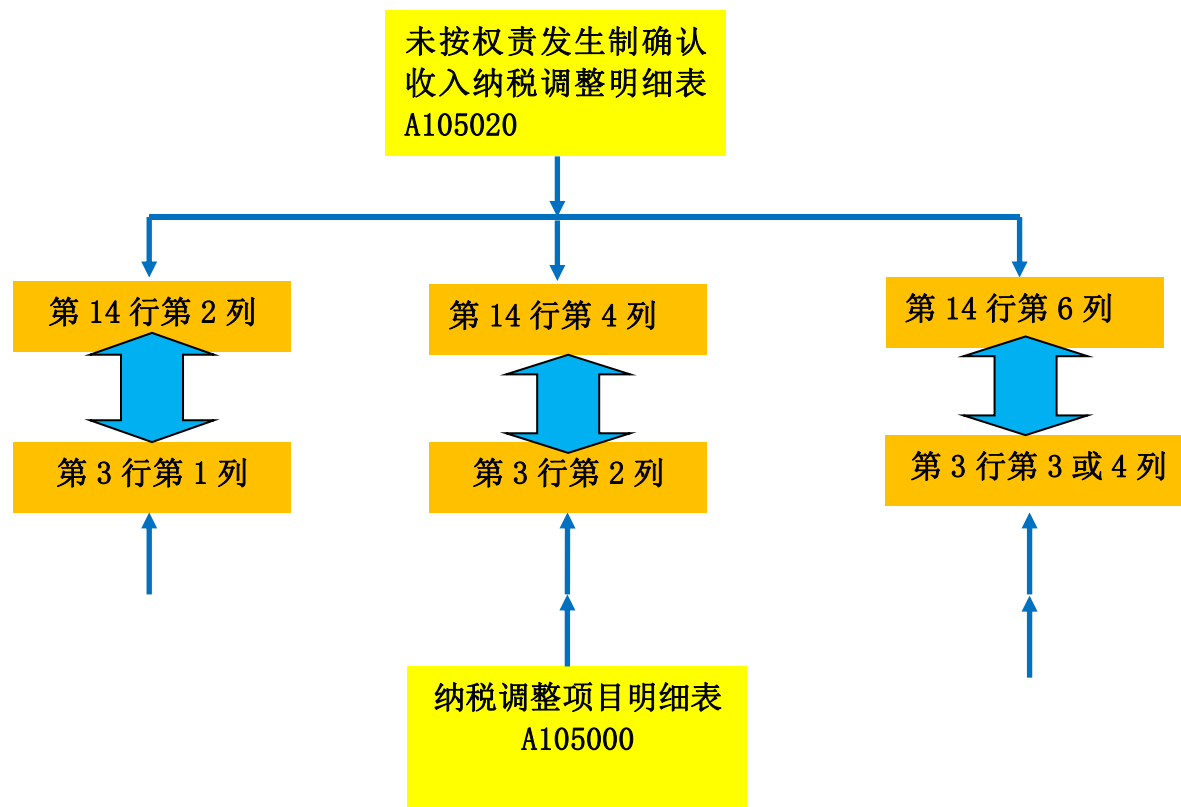 未按权责发生制确认
收入纳税调整明细表
A105020
第 14 行第 2 列
第 14 行第 4 列
第 14 行第 6 列
第 3 行第 1 列
第 3 行第 2 列
第 3 行第 3 或 4 列
纳税调整项目明细表
A105000